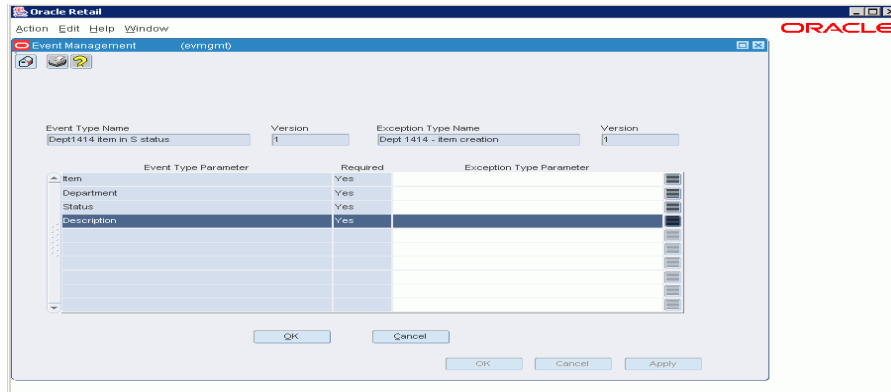 Oracle Retail
Action Edit Help Window
ORACLE
Event Management (evmgmt)
Event Type Name Version Exception Type Name Version
Dept1414 item in S status 1 Dept 1414 - item creation 1
Event Type Parameter Required Exception Type Parameter
Item Yes
Department Yes
Status Yes
Description Yes
OK Cancel
OK Cancel Apply